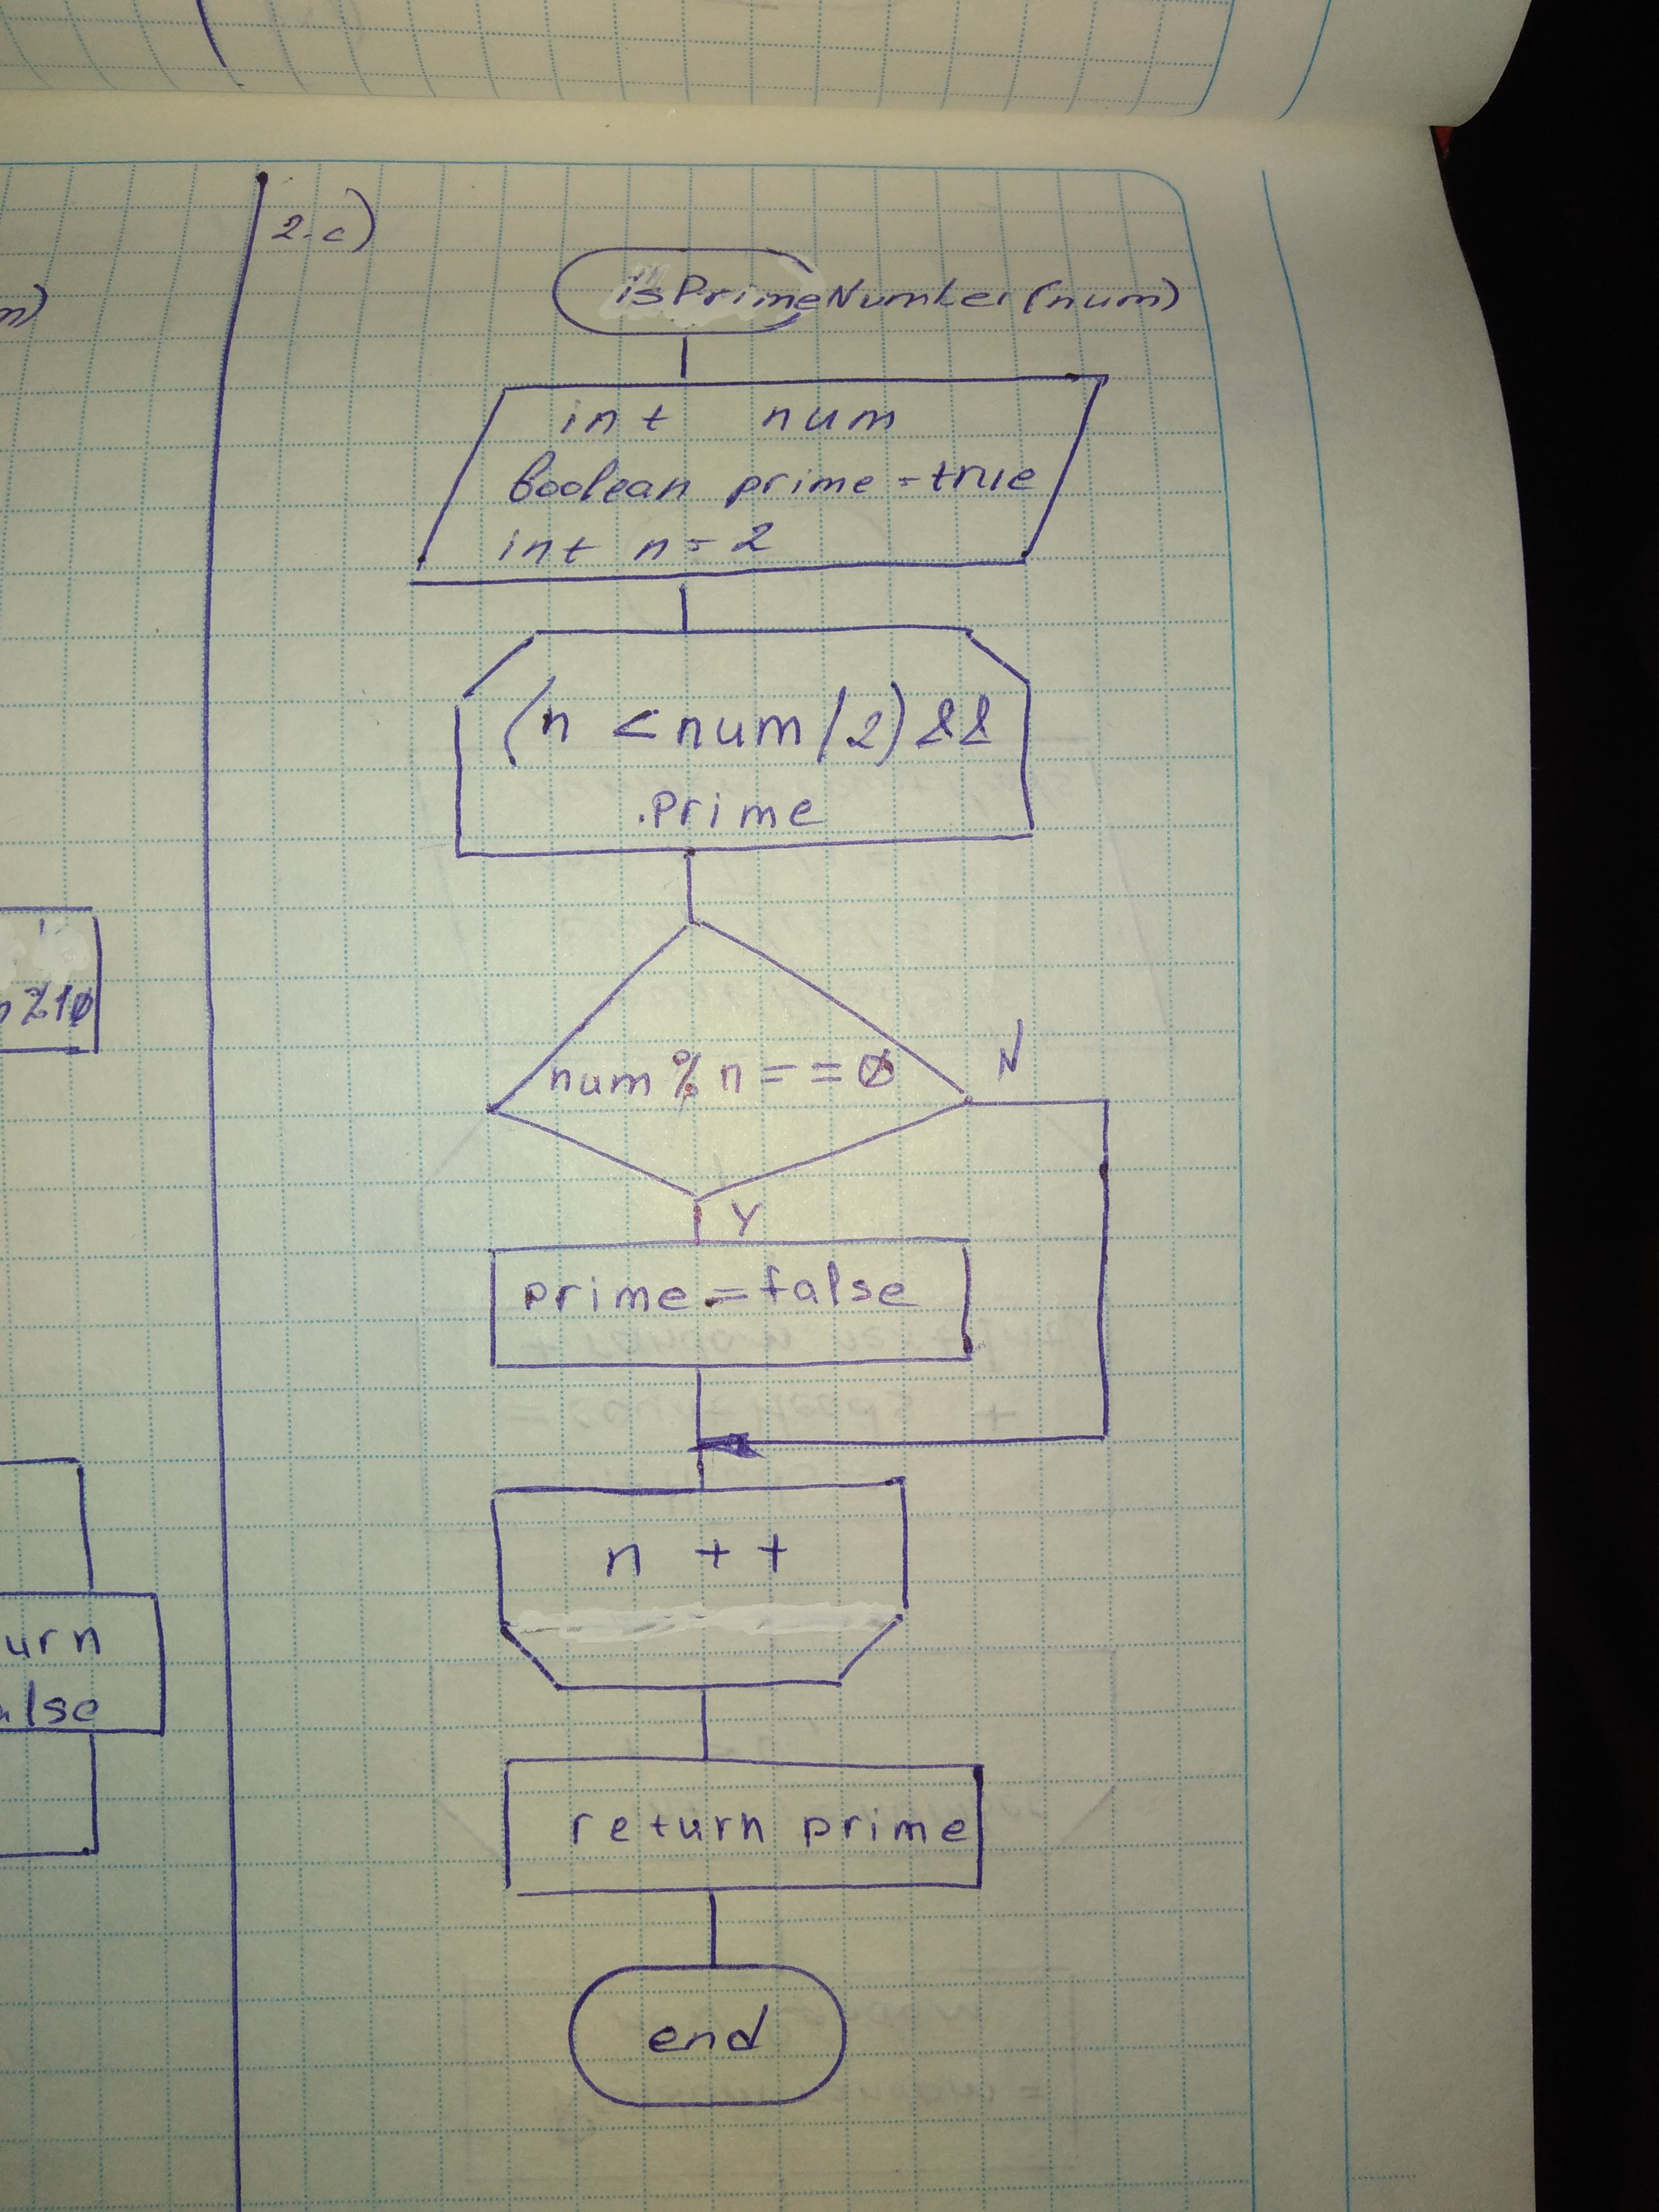 m)
%10
urn
alse
2.c)
isPrimeNumber(num)
int num
boolean prime=true
int n=2
(n <num/2)&&
prime
num%n==0
N
Y
prime=false
n ++
return prime
end